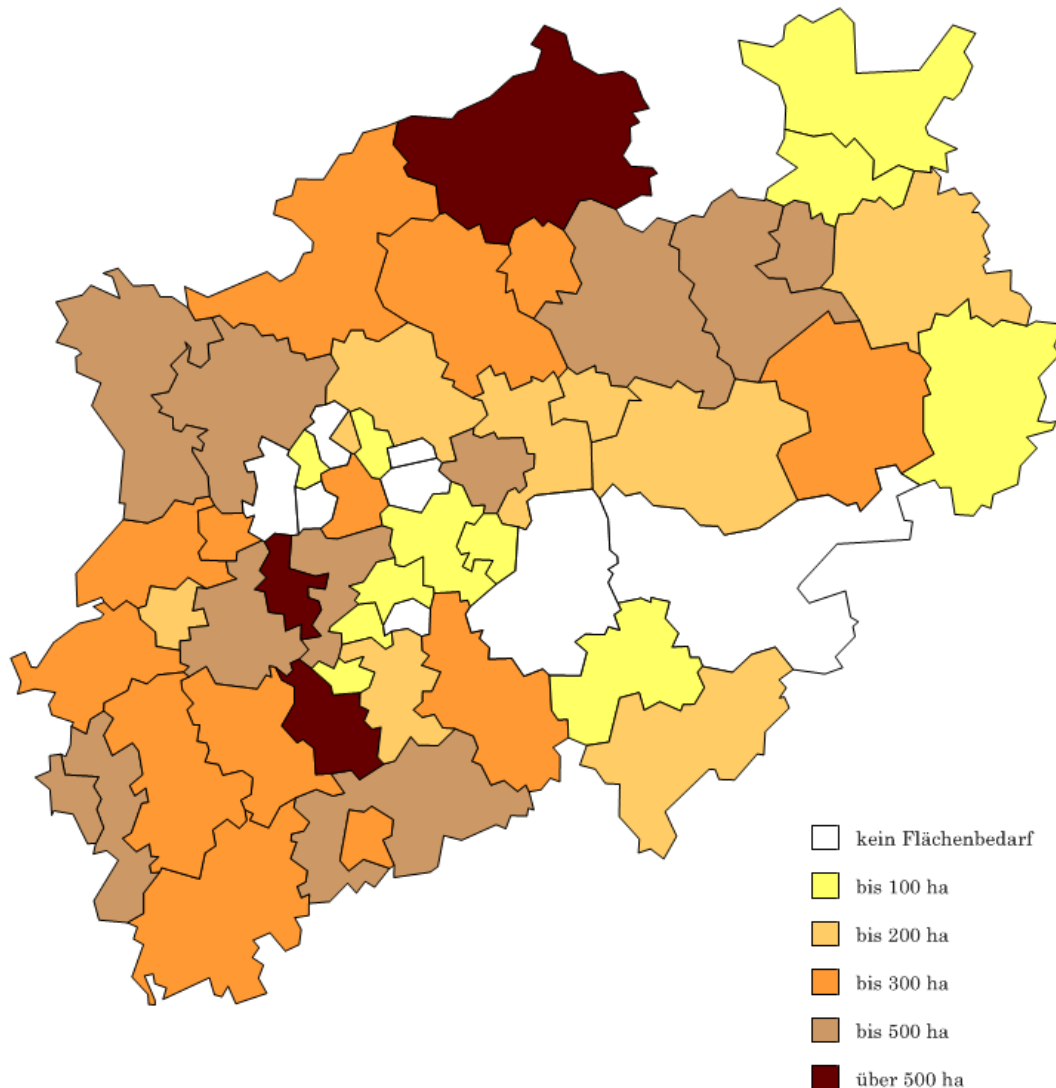 kein Flächenbedarf
bis 100 ha
bis 200 ha
bis 300 ha
bis 500 ha
über 500 ha